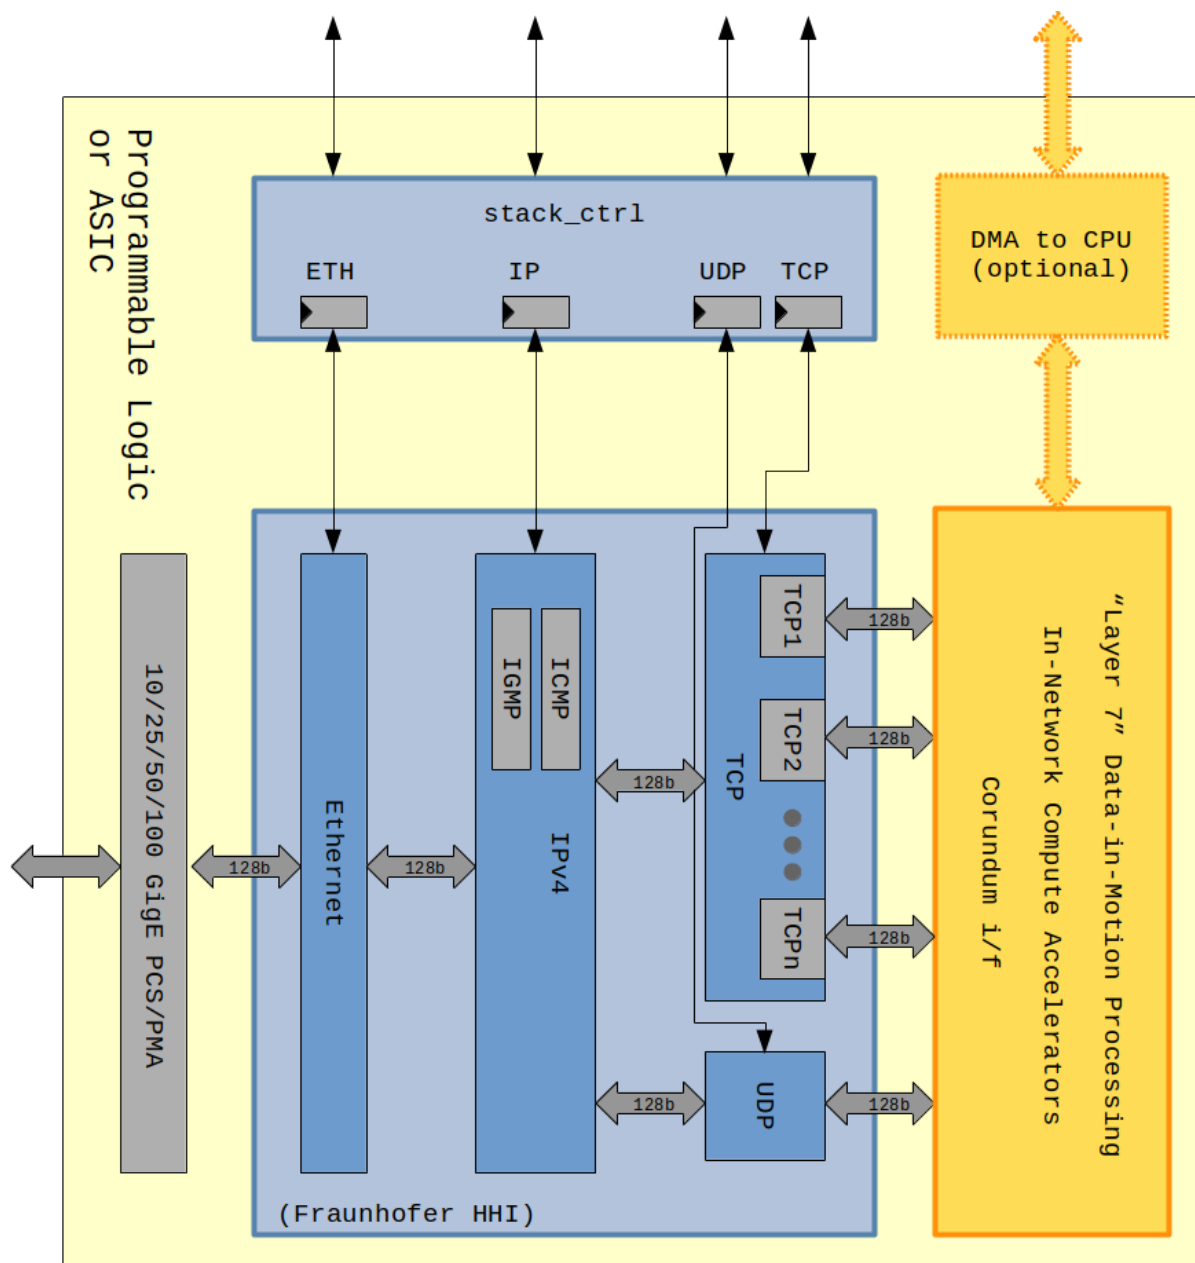 Programmable Logic
or ASIC
stack_ctrl
ETH
IP
UDP
TCP
DMA to CPU
(optional)
10/25/50/100 GigE PCS/PMA
128b
Ethernet
128b
IGMP
ICMP
IPv4
128b
128b
TCP
TCP1
TCP2
TCPn
UDP
128b
128b
128b
128b
“Layer 7” Data-in-Motion Processing
In-Network Compute Accelerators
Corundum i/f
(Fraunhofer HHI)